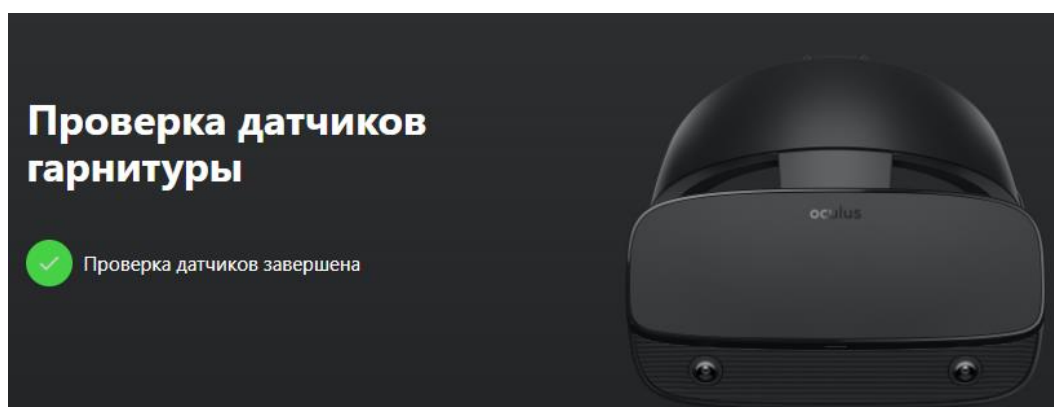 Проверка датчиков
гарнитуры
oculus
Проверка датчиков завершена